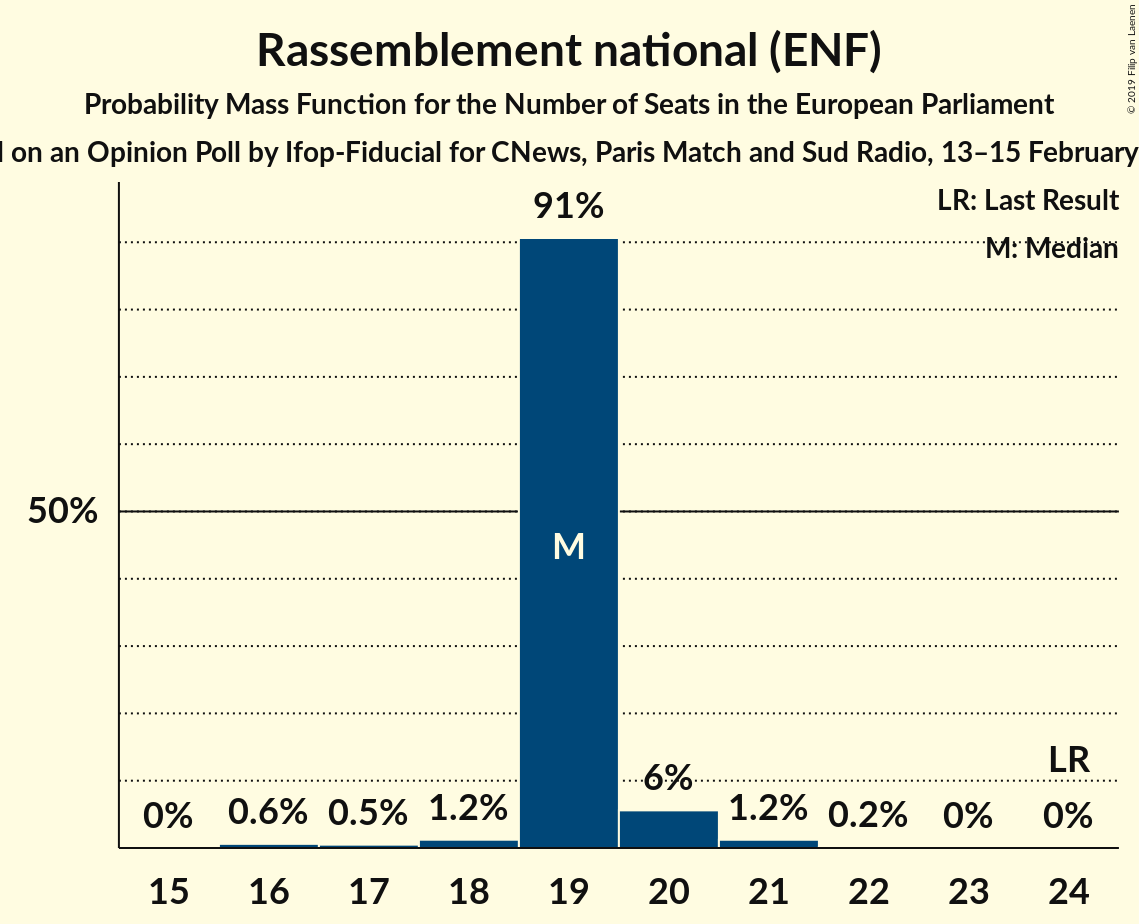 Rassemblement national (ENF)
Probability Mass Function for the Number of Seats in the European Parliament
on an Opinion Poll by Ifop-Fiducial for CNews, Paris Match and Sud Radio, 13–15 February
© 2019 Filip van Laenen
LR: Last Result
M: Median
91%
50%
M
LR
0% 0.6% 0.5% 1.2% 6% 1.2% 0.2% 0% 0%
15 16 17 18 19 20 21 22 23 24